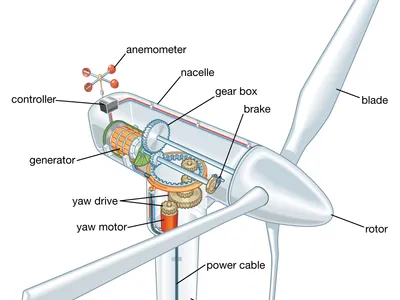 anemometer
nacelle
controller
gear box
brake
blade
generator
yaw drive
yaw motor
rotor
power cable